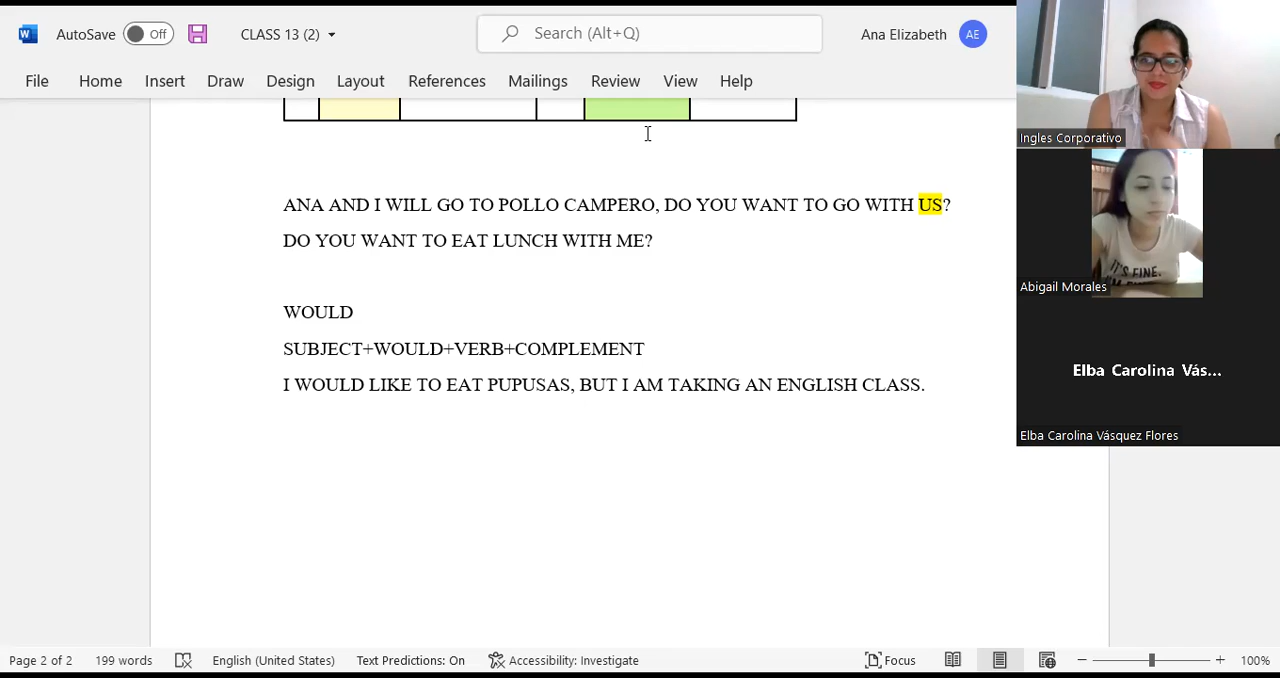 AutoSave Off CLASS 13 (2) Search (Alt+Q) Ana Elizabeth AE
File Home Insert Draw Design Layout References Mailings Review View Help
Ingles Corporativo
ANA AND I WILL GO TO POLLO CAMPERO, DO YOU WANT TO GO WITH US?
DO YOU WANT TO EAT LUNCH WITH ME?
IT'S FINE.
Abigail Morales
WOULD
SUBJECT+WOULD+VERB+COMPLEMENT
Elba Carolina Vás...
I WOULD LIKE TO EAT PUPUSAS, BUT I AM TAKING AN ENGLISH CLASS.
Elba Carolina Vásquez Flores
Page 2 of 2 199 words English (United States) Text Predictions: On Accessibility: Investigate Focus 100%